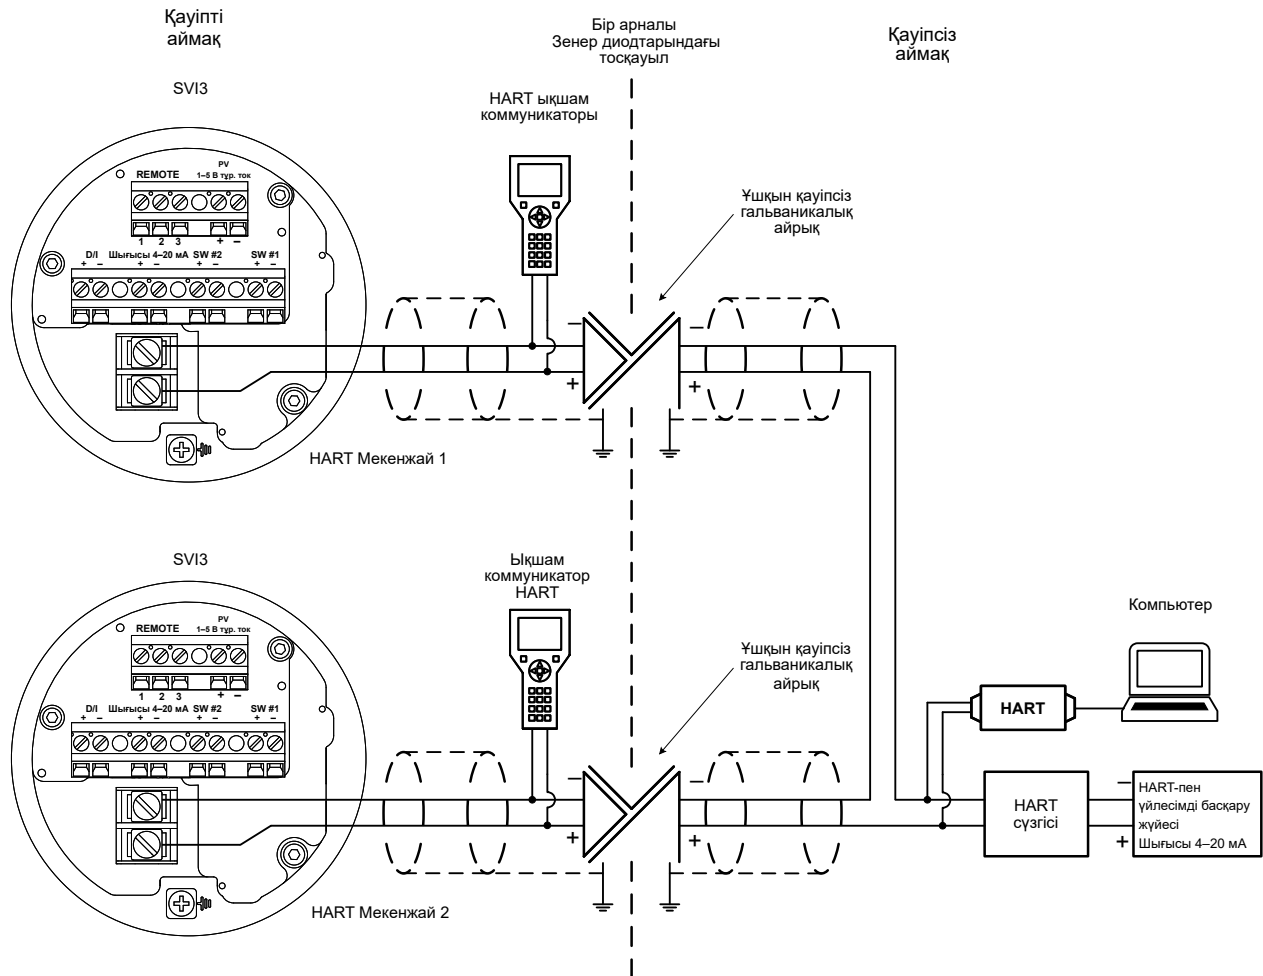 Қауіпті
аймақ
Бір арналы
Зенер диодтарындағы
тосқауыл
Қауіпсіз
аймақ
SVI3
HART ықшам
коммуникаторы
PV
REMOTE 1–5 В тұр. ток
1 2 3 + –
D/I Шығысы 4–20 мА SW #2 SW #1
+ – + – + – + –
Ұшқын қауіпсіз
гальваникалық
айрық
– –
+ +
HART Мекенжай 1
SVI3
Ықшам
коммуникатор
HART
PV
REMOTE 1–5 В тұр. ток
1 2 3 + –
D/I Шығысы 4–20 мА SW #2 SW #1
+ – + – + – + –
Ұшқын қауіпсіз
гальваникалық
айрық
– –
+ +
HART Мекенжай 2
Компьютер
HART
HART
сүзгісі
– HART-пен
үйлесімді басқару
жүйесі
+ Шығысы 4–20 мА